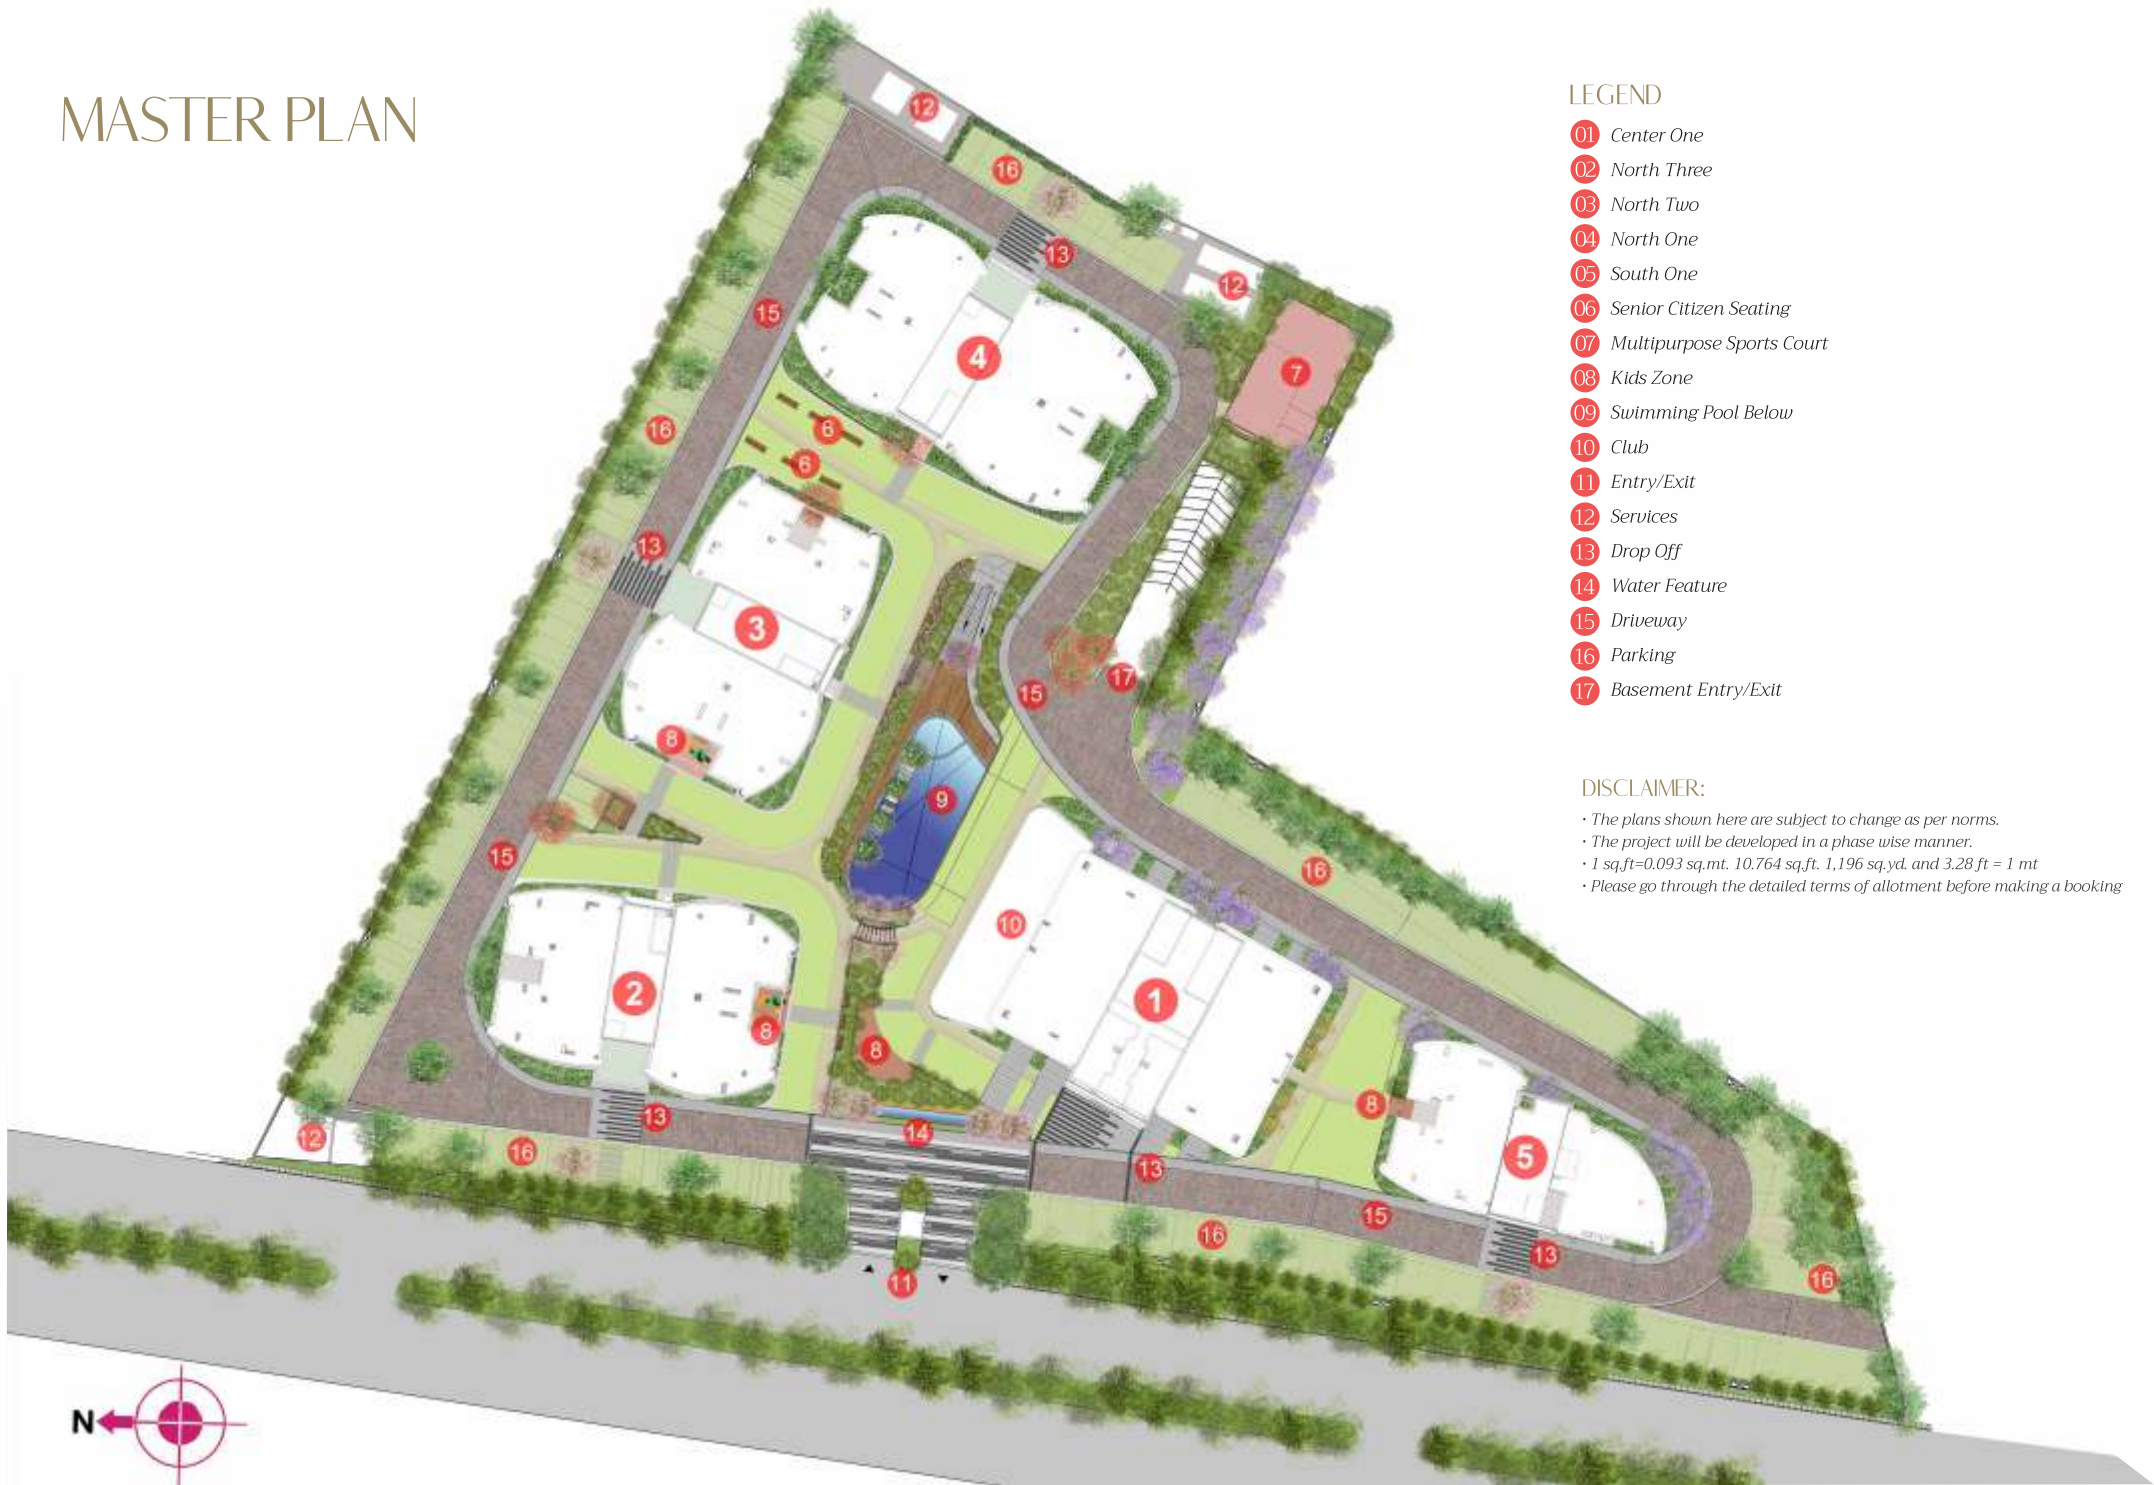 MASTER PLAN
LEGEND
01 Center One
02 North Three
03 North Two
04 North One
05 South One
06 Senior Citizen Seating
07 Multipurpose Sports Court
08 Kids Zone
09 Swimming Pool Below
10 Club
11 Entry/Exit
12 Services
13 Drop Off
14 Water Feature
15 Driveway
16 Parking
17 Basement Entry/Exit
DISCLAIMER:
• The plans shown here are subject to change as per norms.
• The project will be developed in a phase wise manner.
• 1 sq.ft=0.093 sq.mt. 10.764 sq.ft. 1,196 sq.yd. and 3.28 ft = 1 mt
• Please go through the detailed terms of allotment before making a booking
12
16
13
12
15
4
7
16
6
6
13
3
17
15
8
9
15
16
10
2
1
8
8
8
13
14
12
16
5
13
15
16
13
16
11
N